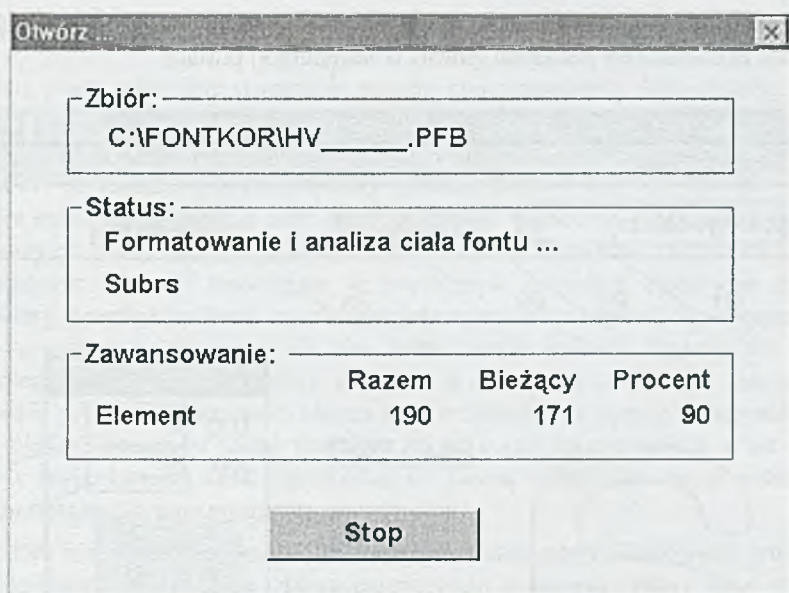 Otwórz ...
Zbiór:
C:\FONTKOR\HV______.PFB
Status:
Formatowanie i analiza ciała fontu ...
Subrs
Zawansowanie:
Razem Bieżący Procent
Element 190 171 90
Stop